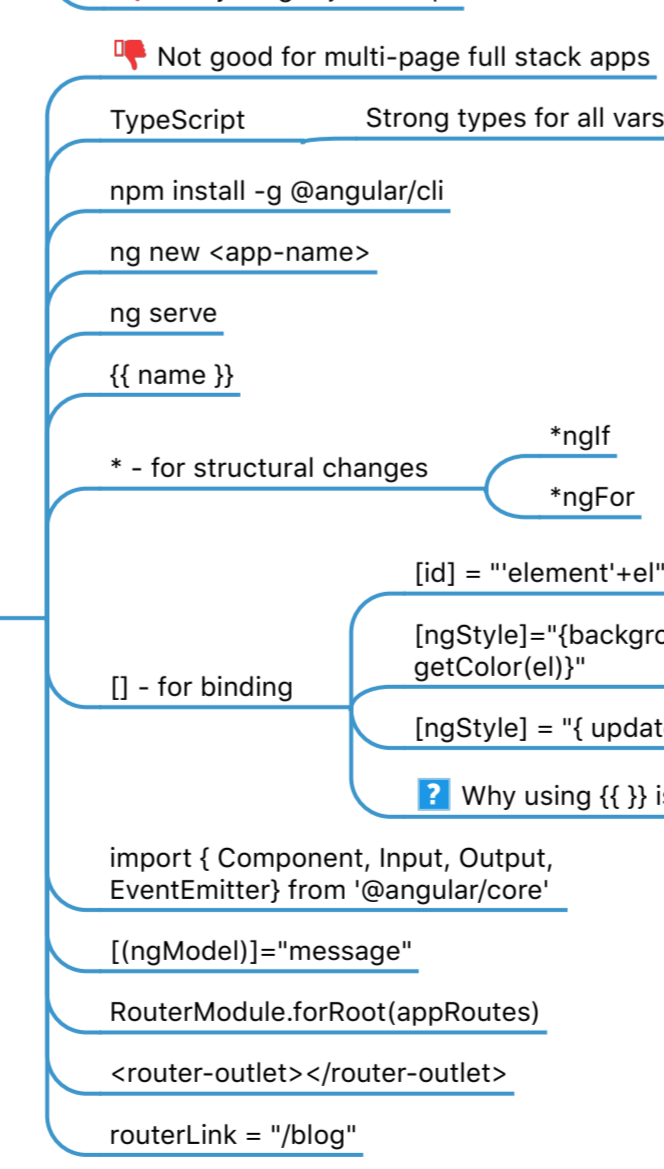 Not good for multi-page full stack apps
TypeScript
Strong types for all vars
npm install -g @angular/cli
ng new <app-name>
ng serve
{{ name }}
* - for structural changes
*ngIf
*ngFor
[] - for binding
[id] = "'element'+el"
[ngStyle]="{backgro
getColor(el)}"
[ngStyle] = "{ updat
? Why using {{ }} is
import { Component, Input, Output,
EventEmitter} from '@angular/core'
[(ngModel)]="message"
RouterModule.forRoot(appRoutes)
<router-outlet></router-outlet>
routerLink = "/blog"